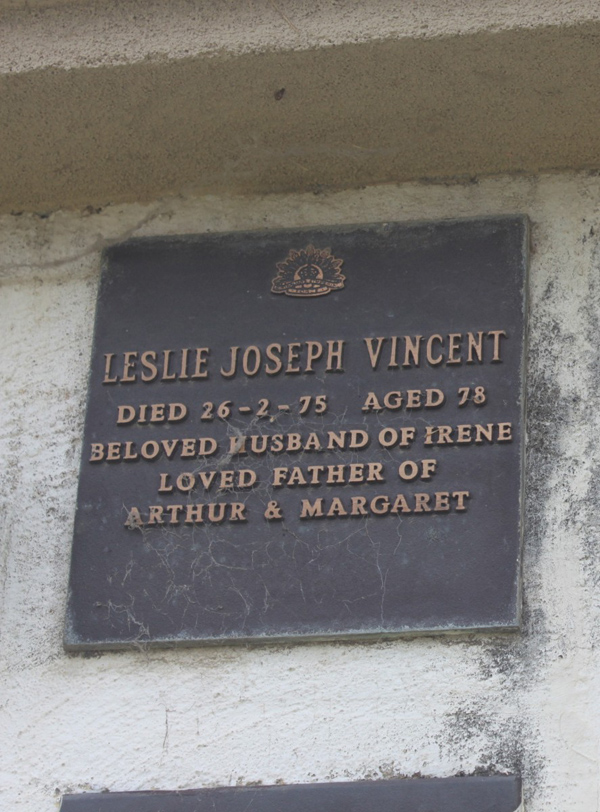 LESLIE JOSEPH VINCENT
DIED 26-2-75 AGED 78
BELOVED HUSBAND OF IRENE
LOVED FATHER OF
ARTHUR & MARGARET